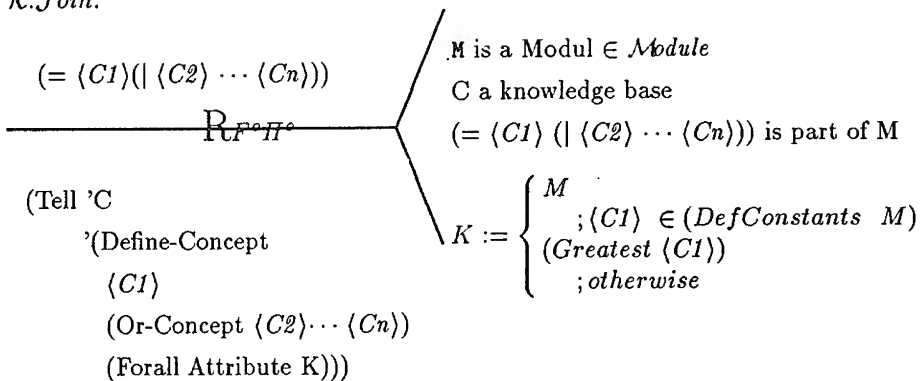 R.Join:
(= ⟨C1⟩(| ⟨C2⟩ ··· ⟨Cn⟩))
R_{F°Π°}
(Tell 'C
'(Define-Concept
⟨C1⟩
(Or-Concept ⟨C2⟩··· ⟨Cn⟩)
(Forall Attribute K)))
M is a Modul ∈ Module
C a knowledge base
(= ⟨C1⟩ (| ⟨C2⟩ ··· ⟨Cn⟩)) is part of M
K := { M
;⟨C1⟩ ∈ (DefConstants M)
(Greatest ⟨C1⟩)
;otherwise